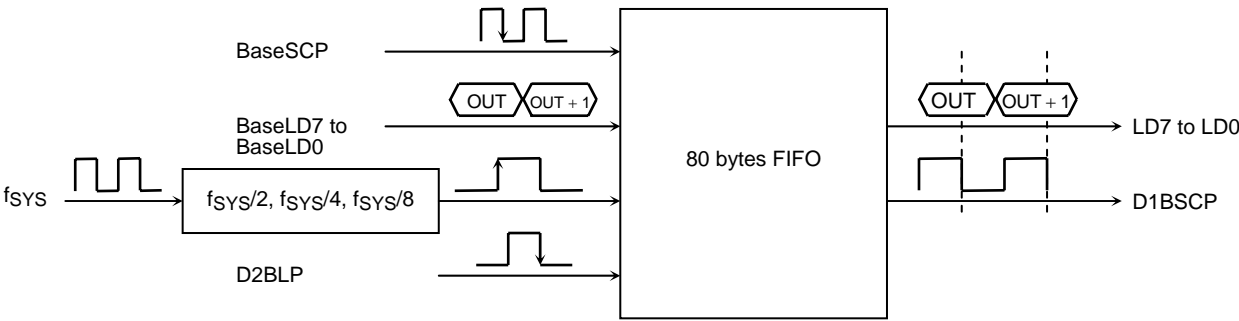 BaseSCP
OUT OUT + 1
BaseLD7 to
BaseLD0
80 bytes FIFO
OUT OUT + 1
LD7 to LD0
fSYS
fSYS/2, fSYS/4, fSYS/8
D1BSCP
D2BLP